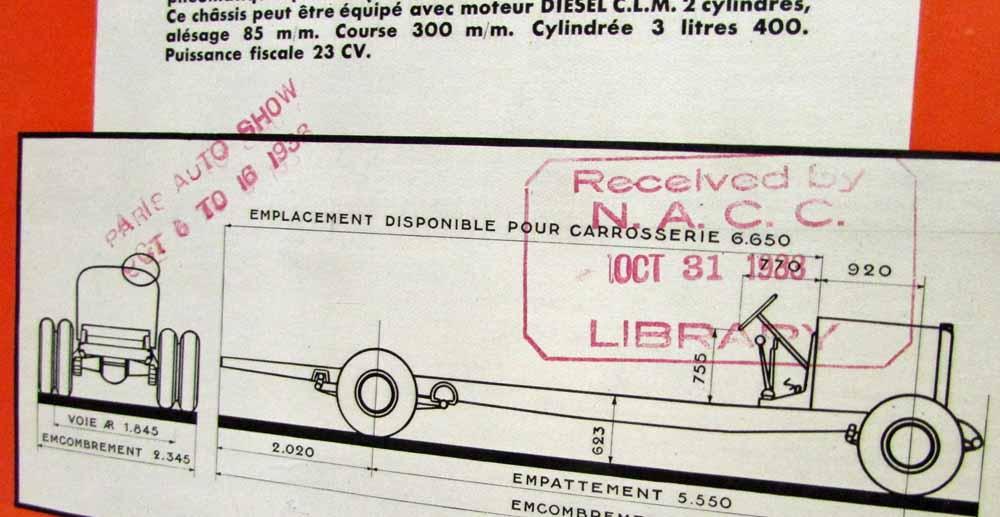 Ce châssis peut être équipé avec moteur DIESEL C.L.M. 2 cylindres,
alésage 85 m/m. Course 300 m/m. Cylindrée 3 litres 400.
Puissance fiscale 23 CV.
PARIS AUTO SHOW
OCT 6 TO 16 1938
Received by
N. A. C. C.
OCT 31 1938
LIBRARY
EMPLACEMENT DISPONIBLE POUR CARROSSERIE 6.650
770
920
755
623
VOIE AR 1.845
EMCOMBREMENT 2.345
2.020
EMPATTEMENT 5.550
EMCOMBREMENT